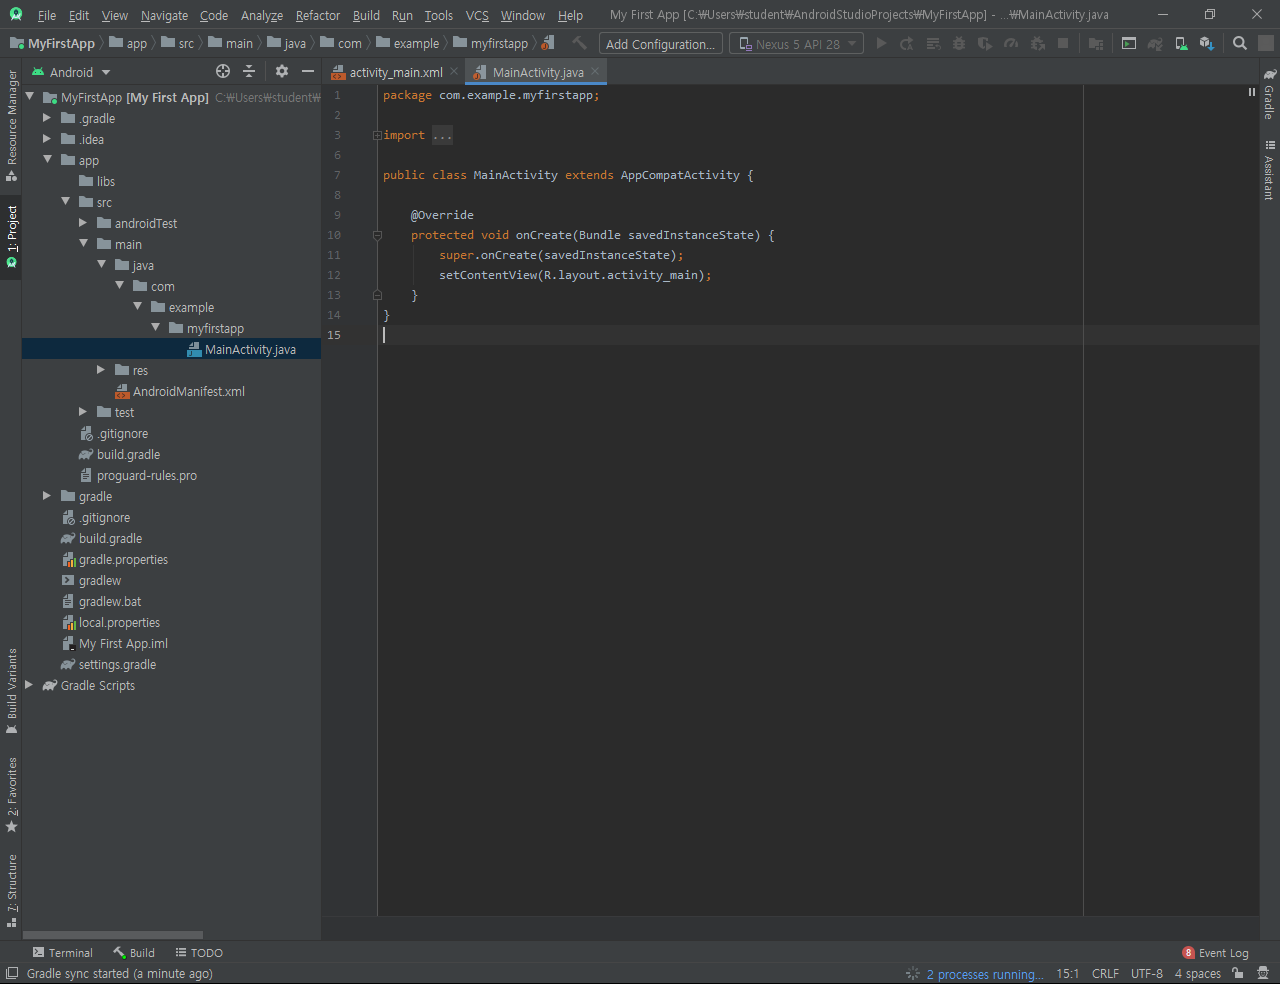 File Edit View Navigate Code Analyze Refactor Build Run Tools VCS Window Help My First App [C:₩Users₩student₩AndroidStudioProjects₩MyFirstApp] - ...₩MainActivity.java
MyFirstApp app src main java com example myfirstapp Add Configuration... Nexus 5 API 28
Android activity_main.xml MainActivity.java
MyFirstApp [My First App] C:₩Users₩student₩
.gradle
.idea
app
libs
src
androidTest
main
java
com
example
myfirstapp
MainActivity.java
res
AndroidManifest.xml
test
.gitignore
build.gradle
proguard-rules.pro
gradle
.gitignore
build.gradle
gradle.properties
gradlew
gradlew.bat
local.properties
My First App.iml
settings.gradle
Gradle Scripts
Resource Manager
1: Project
Build Variants
2: Favorites
7: Structure
1 package com.example.myfirstapp;
2
3 import ...
6
7 public class MainActivity extends AppCompatActivity {
8
9 @Override
10 protected void onCreate(Bundle savedInstanceState) {
11 super.onCreate(savedInstanceState);
12 setContentView(R.layout.activity_main);
13 }
14 }
15
Gradle
Assistant
Terminal Build TODO 8 Event Log
Gradle sync started (a minute ago) 2 processes running... 15:1 CRLF UTF-8 4 spaces